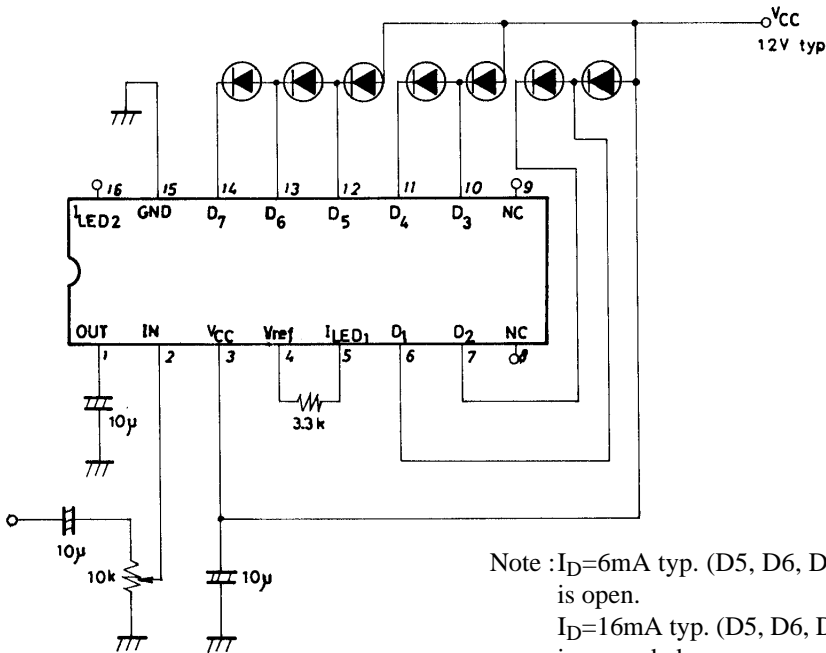 VCC
12V typ
16 15 14 13 12 11 10 9
ILED2 GND D7 D6 D5 D4 D3 NC
OUT IN VCC Vref ILED1 D1 D2 NC
1 2 3 4 5 6 7
10μ
3.3k
10μ
10k
10μ
Note : ID=6mA typ. (D5, D6, D
is open.
ID=16mA typ. (D5, D6, D